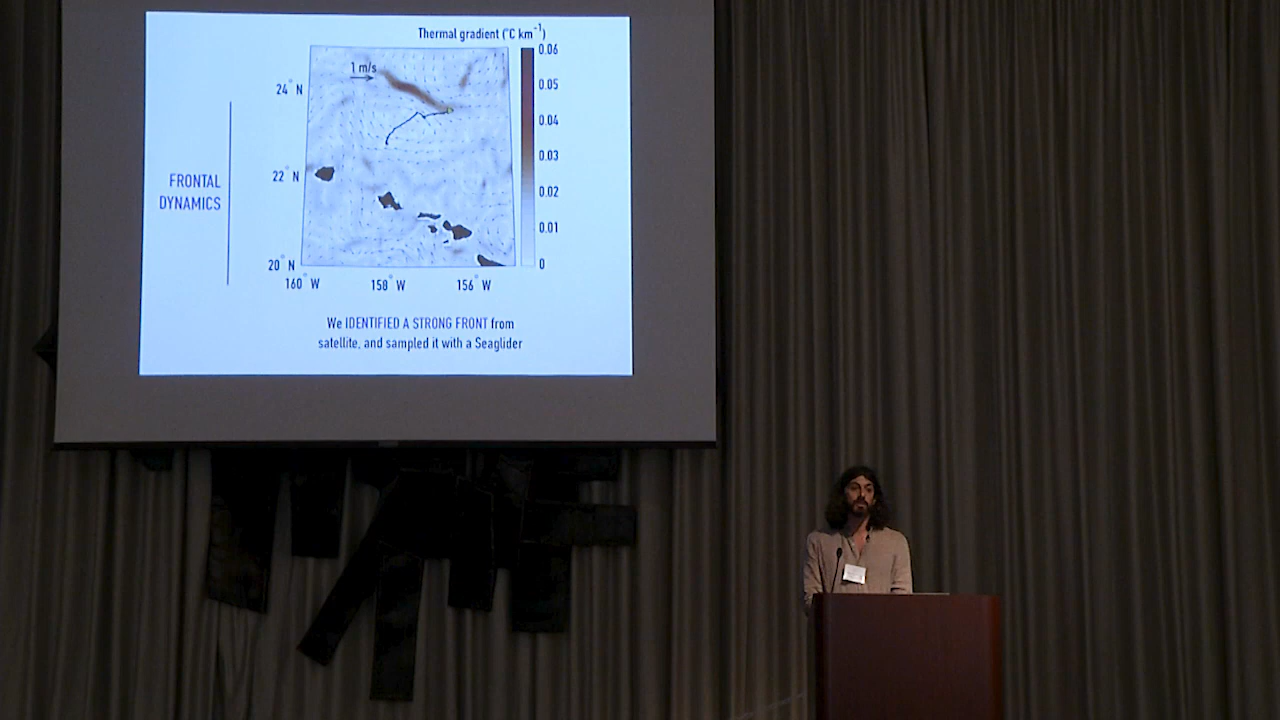 Thermal gradient (°C km⁻¹)
1 m/s
0.06
0.05
0.04
0.03
0.02
0.01
0
24° N
22° N
20° N
160° W
158° W
156° W
FRONTAL
DYNAMICS
We IDENTIFIED A STRONG FRONT from
satellite, and sampled it with a Seaglider